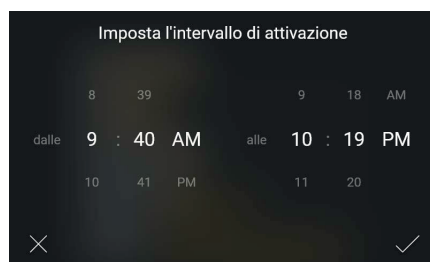 Imposta l'intervallo di attivazione
8 39 9 18 AM
dalle 9 : 40 AM alle 10 : 19 PM
10 41 PM 11 20